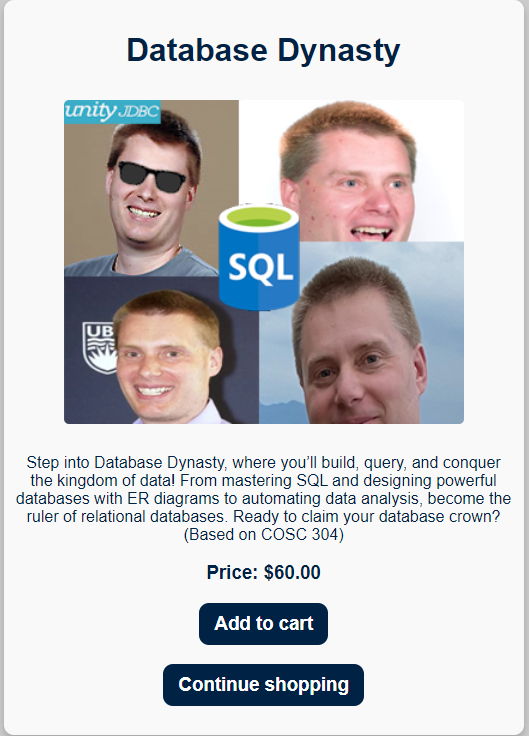 Database Dynasty
unity JDBC
SQL
UB
Step into Database Dynasty, where you’ll build, query, and conquer
the kingdom of data! From mastering SQL and designing powerful
databases with ER diagrams to automating data analysis, become the
ruler of relational databases. Ready to claim your database crown?
(Based on COSC 304)
Price: $60.00
Add to cart
Continue shopping